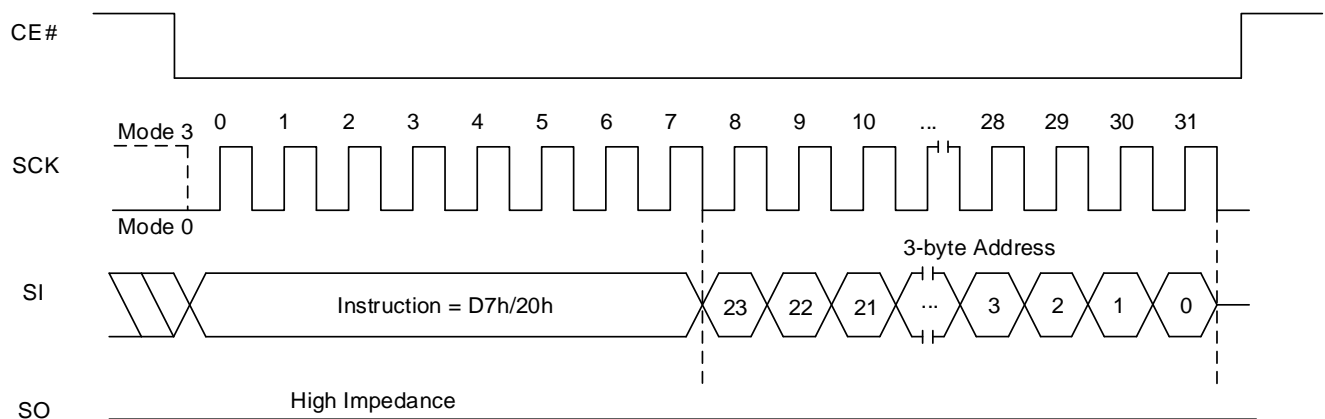 CE#
0 1 2 3 4 5 6 7 8 9 10 ... 28 29 30 31
Mode 3
SCK
Mode 0
3-byte Address
SI
Instruction = D7h/20h 23 22 21 ... 3 2 1 0
High Impedance
SO